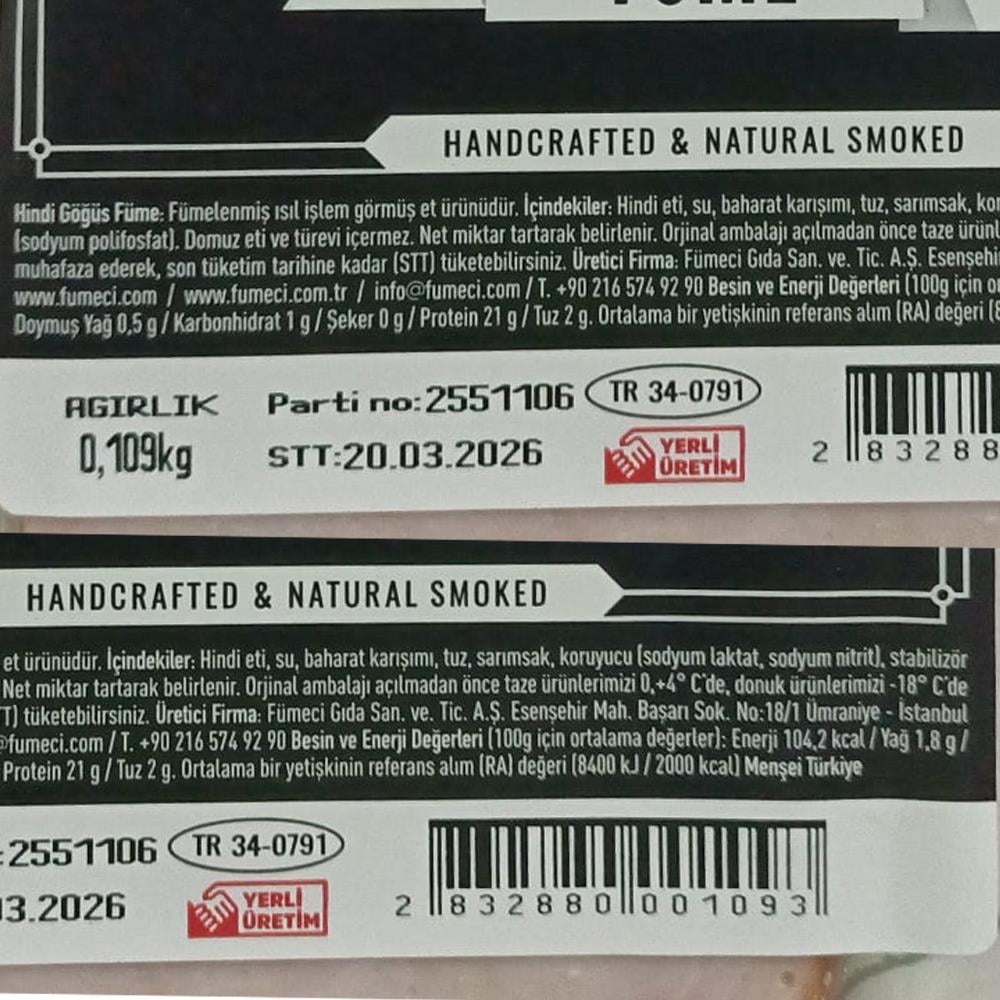 HANDCRAFTED & NATURAL SMOKED
Hindi Göğüs Füme: Fümelenmiş ısıl işlem görmüş et ürünüdür. İçindekiler: Hindi eti, su, baharat karışımı, tuz, sarımsak,
(sodyum polifosfat). Domuz eti ve türevi içermez. Net miktar tartarak belirlenir. Orjinal ambalajı açılmadan önce taze
muhafaza ederek, son tüketim tarihine kadar (STT) tüketebilirsiniz. Üretici Firma: Fümeci Gıda San. ve. Tic. A.Ş.
www.fumeci.com / www.fumeci.com.tr / info@fumeci.com / T. +90 216 574 92 90 Besin ve Enerji Değerleri (100g için
Doymuş Yağ 0,5 g / Karbonhidrat 1 g / Şeker 0 g / Protein 21 g / Tuz 2 g. Ortalama bir yetişkinin referans alım (RA) değeri
AGIRLIK
0,109kg
Parti no:2551106
STT:20.03.2026
TR 34-0791
YERLİ
ÜRETİM
2 83288
HANDCRAFTED & NATURAL SMOKED
et ürünüdür. İçindekiler: Hindi eti, su, baharat karışımı, tuz, sarımsak, koruyucu (sodyum laktat, sodyum nitrit), stabilizör
Net miktar tartarak belirlenir. Orjinal ambalajı açılmadan önce taze ürünlerimizi 0,+4° C'de, donuk ürünlerimizi -18° C'de
T) tüketebilirsiniz. Üretici Firma: Fümeci Gıda San. ve. Tic. A.Ş. Esenşehir Mah. Başarı Sok. No:18/1 Ümraniye - İstanbul
@fumeci.com / T. +90 216 574 92 90 Besin ve Enerji Değerleri (100g için ortalama değerler): Enerji 104,2 kcal / Yağ 1,8 g /
Protein 21 g / Tuz 2 g. Ortalama bir yetişkinin referans alım (RA) değeri (8400 kJ / 2000 kcal) Menşei Türkiye
:2551106
03.2026
TR 34-0791
YERLİ
ÜRETİM
2 832880 001093